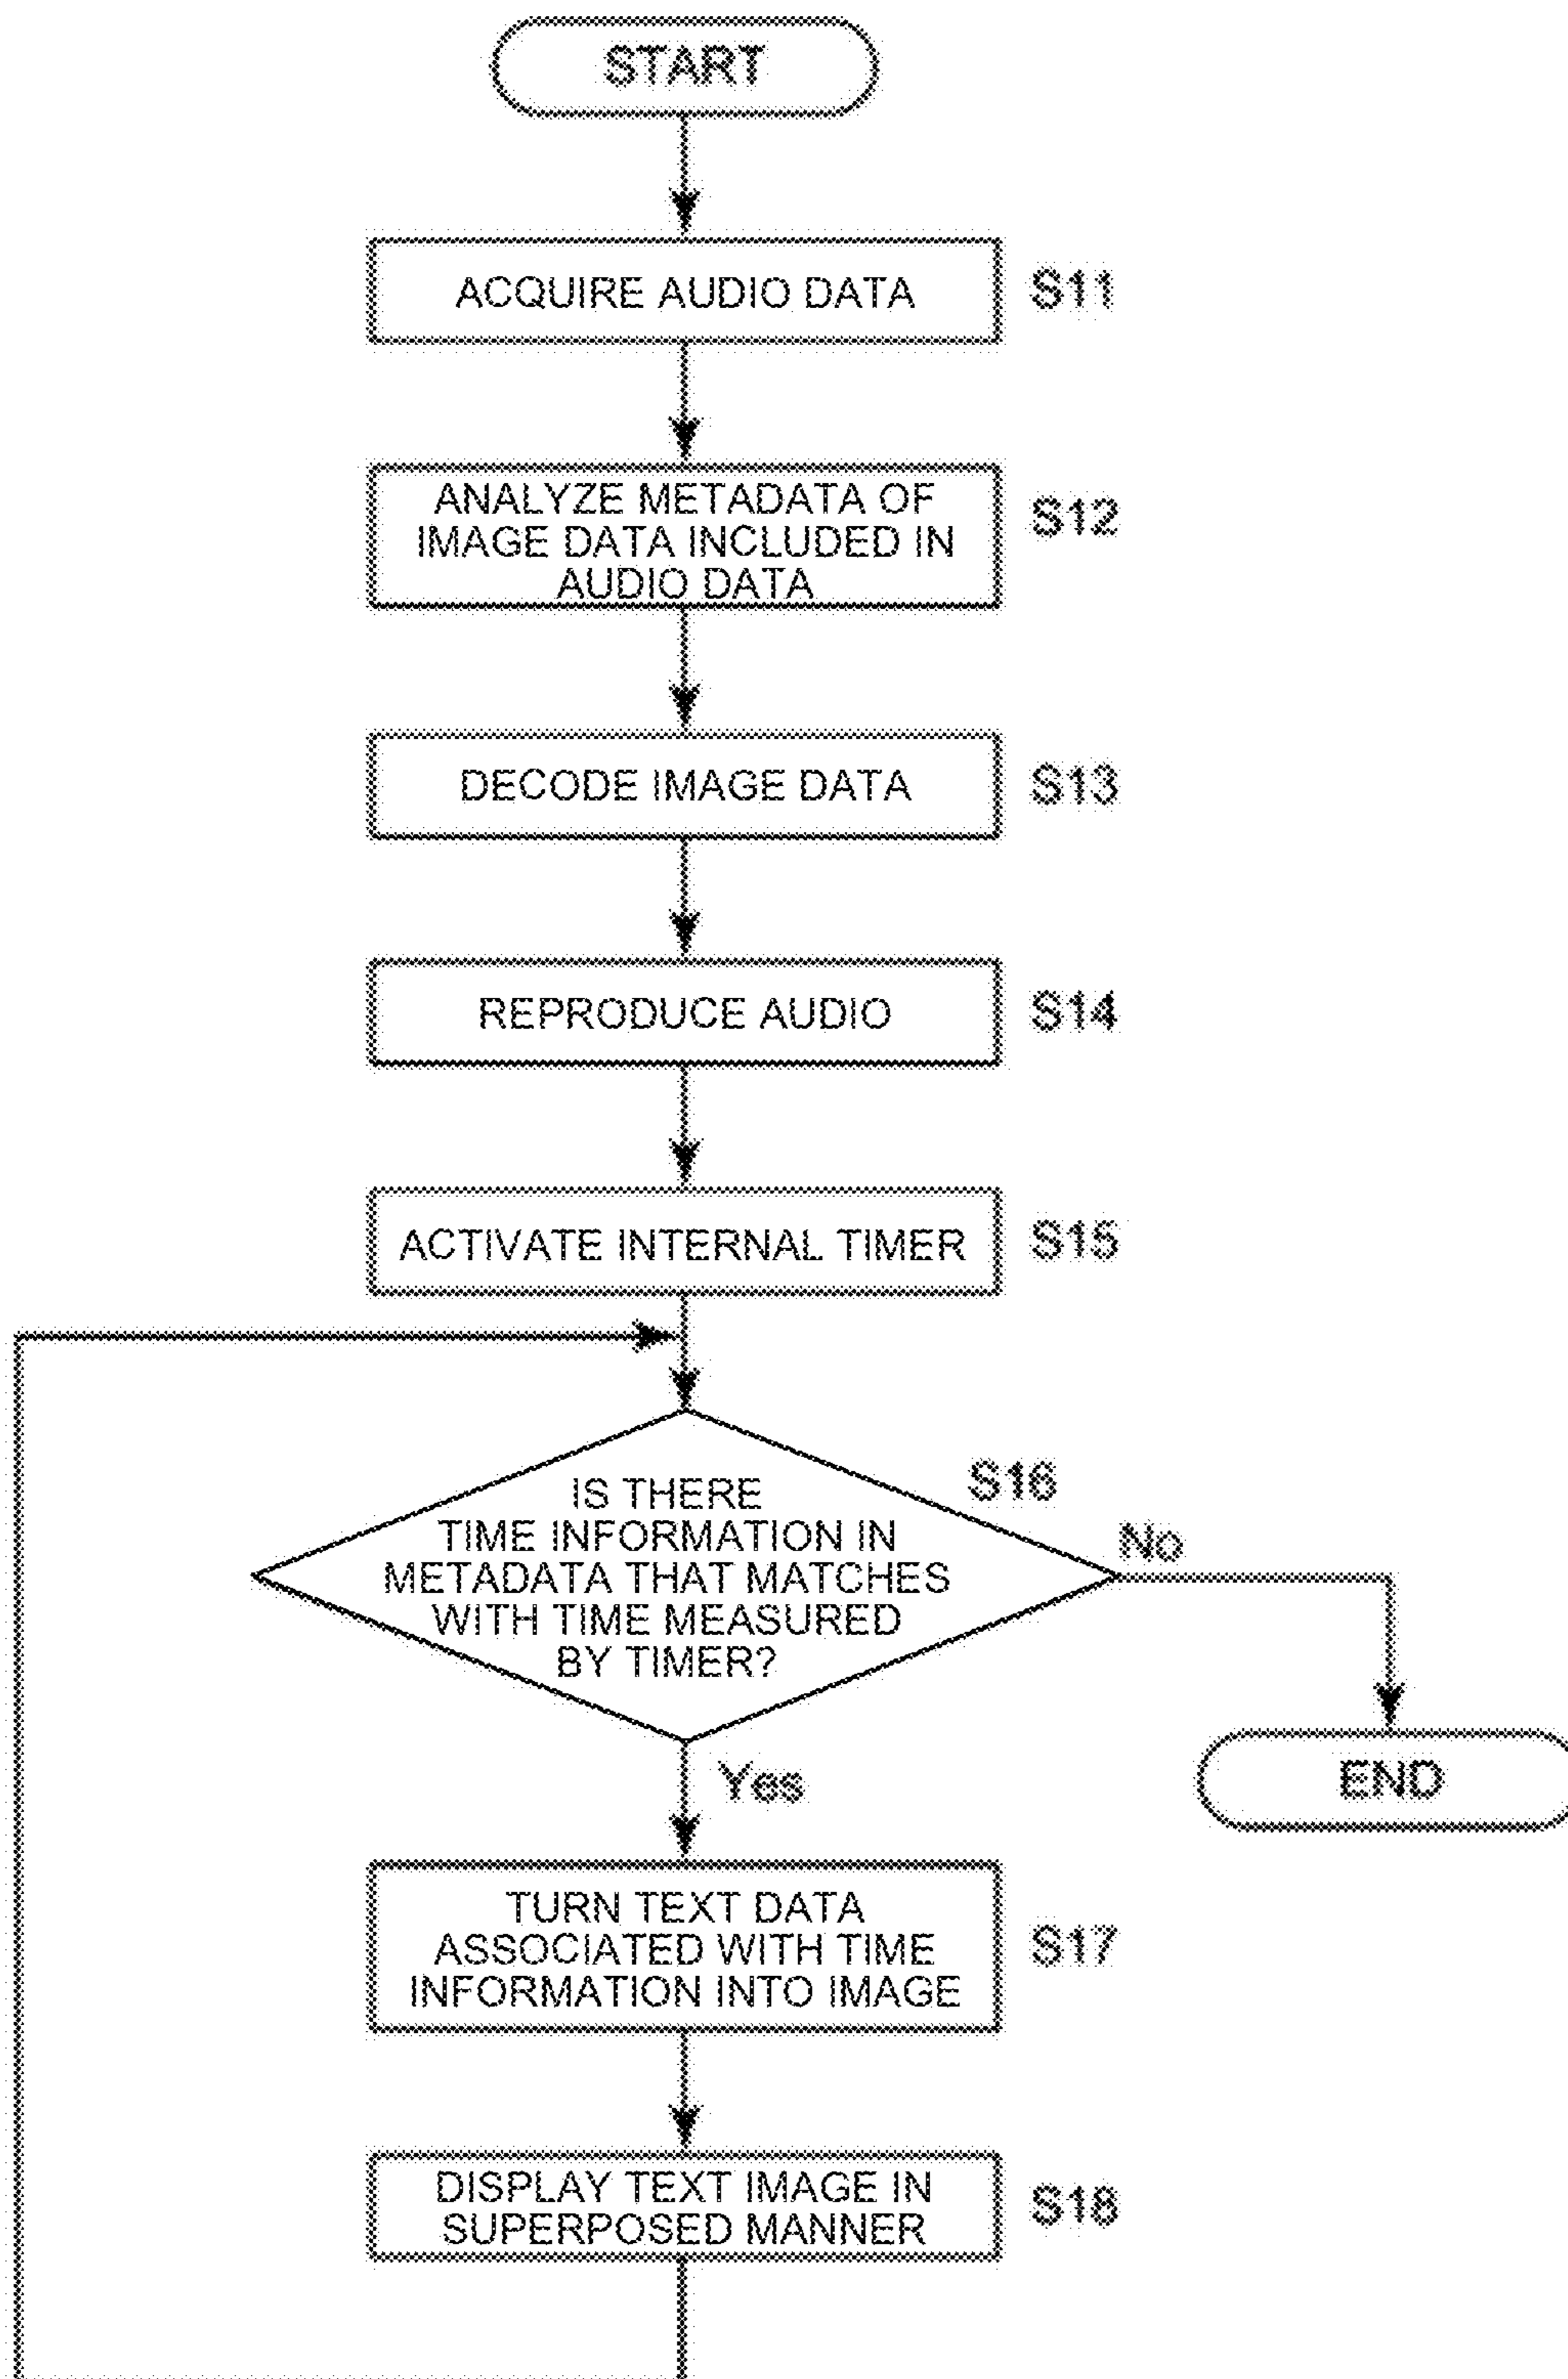 START
ACQUIRE AUDIO DATA
S11
ANALYZE METADATA OF
IMAGE DATA INCLUDED IN
AUDIO DATA
S12
DECODE IMAGE DATA
S13
REPRODUCE AUDIO
S14
ACTIVATE INTERNAL TIMER
S15
IS THERE
TIME INFORMATION IN
METADATA THAT MATCHES
WITH TIME MEASURED
BY TIMER?
S16
No
END
Yes
TURN TEXT DATA
ASSOCIATED WITH TIME
INFORMATION INTO IMAGE
S17
DISPLAY TEXT IMAGE IN
SUPERPOSED MANNER
S18